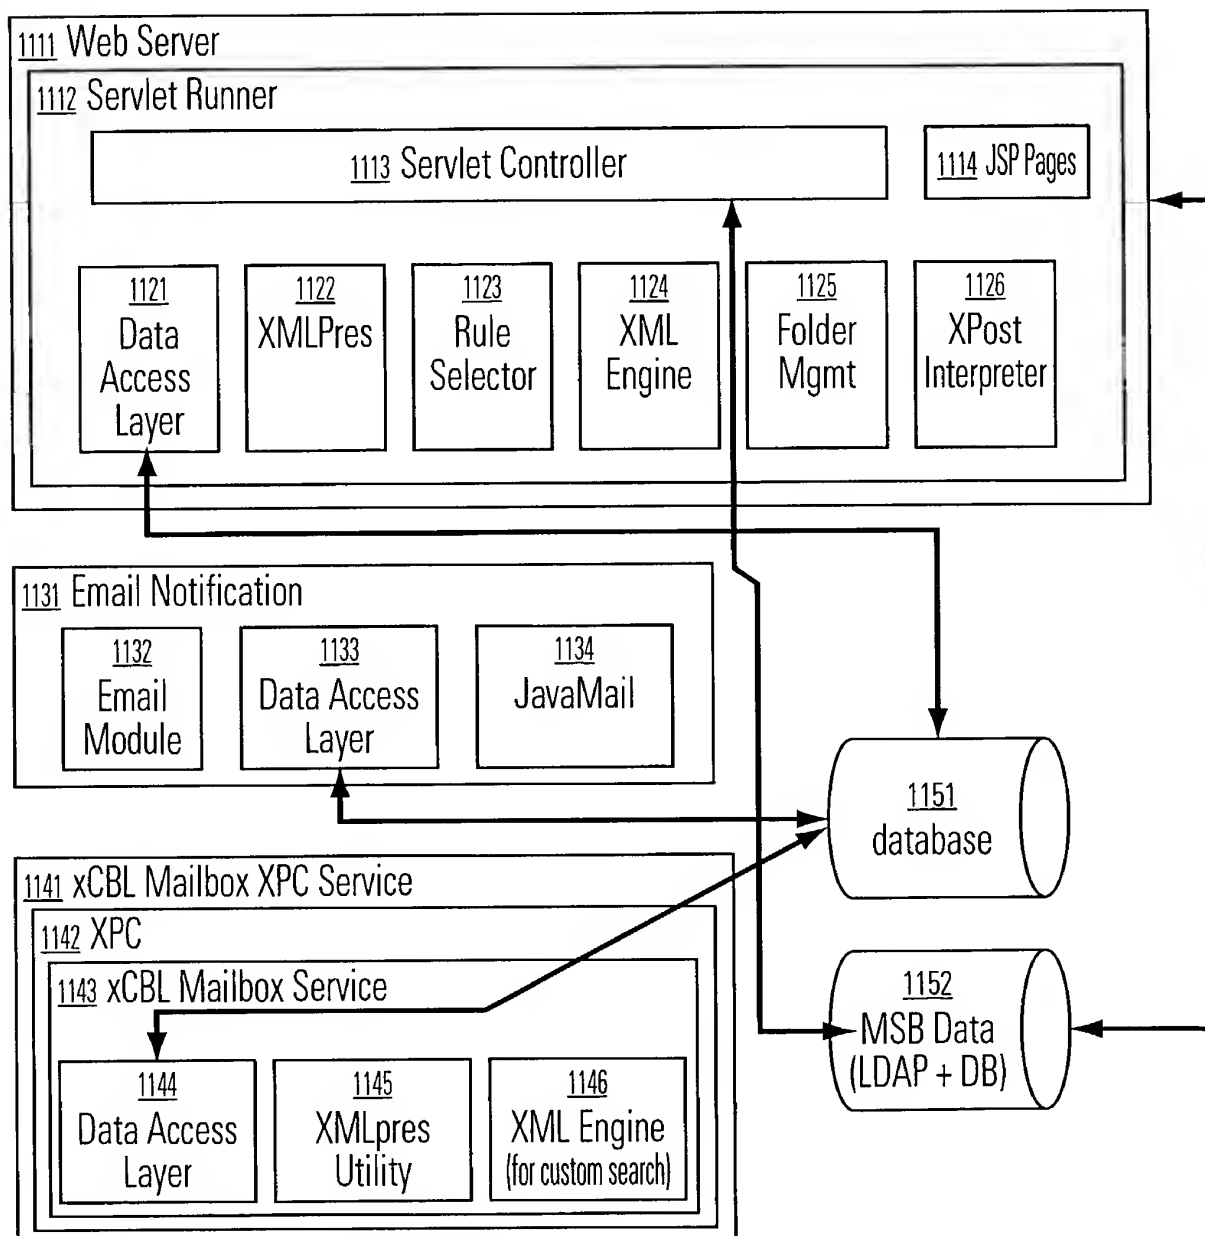 1111 Web Server
1112 Servlet Runner
1113 Servlet Controller
1114 JSP Pages
1121
Data
Access
Layer
1122
XMLPres
1123
Rule
Selector
1124
XML
Engine
1125
Folder
Mgmt
1126
XPost
Interpreter
1131 Email Notification
1132
Email
Module
1133
Data Access
Layer
1134
JavaMail
1151
database
1141 xCBL Mailbox XPC Service
1142 XPC
1143 xCBL Mailbox Service
1144
Data Access
Layer
1145
XMLpres
Utility
1146
XML Engine
(for custom search)
1152
MSB Data
(LDAP + DB)